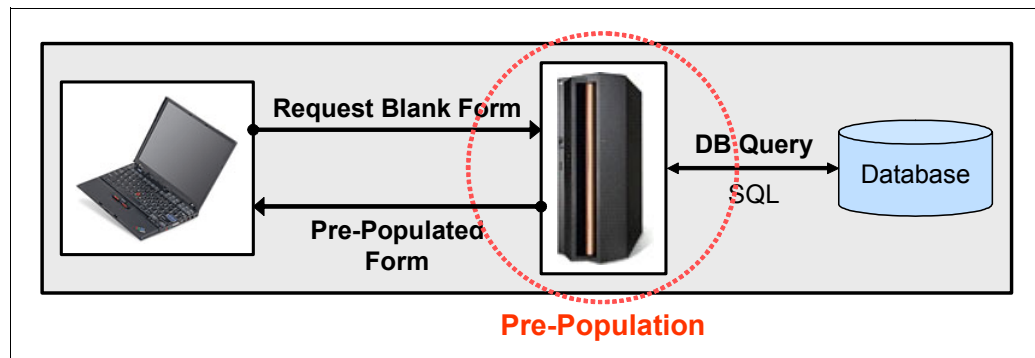 Request Blank Form
DB Query
SQL
Database
Pre-Populated
Form
Pre-Population